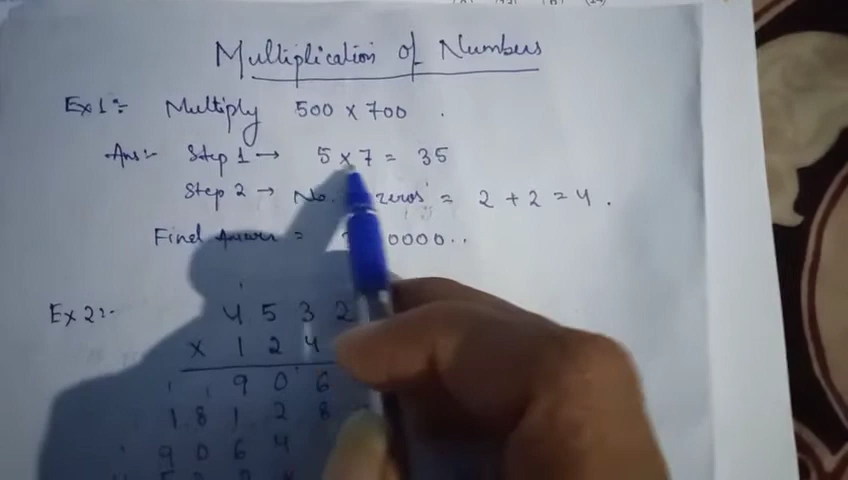 Multiplication of Numbers
Ex 1:- Multiply 500 x 700 .
Ans:- Step 1 → 5 x 7 = 35
Step 2 → No. zeros = 2 + 2 = 4 .
Final Answer = 0000..
Ex 2:- 4 5 3 2
x 1 2 4
9 0 6
1 8 1 2 8
9 0 6 4